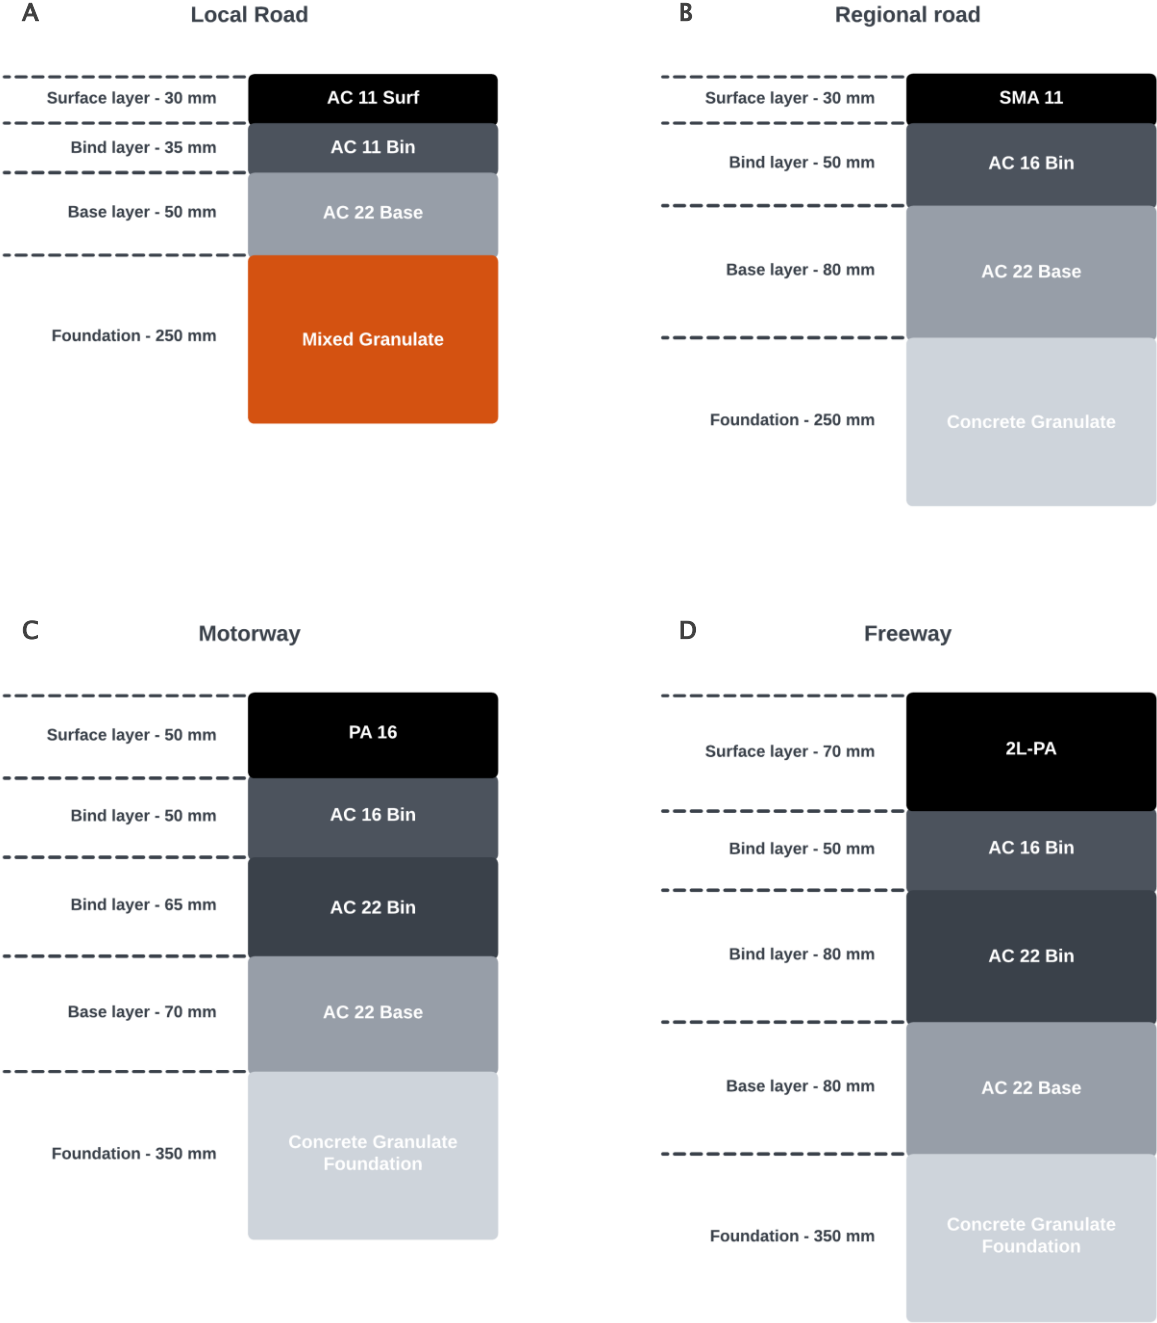 A
Local Road
Surface layer - 30 mm
AC 11 Surf
Bind layer - 35 mm
AC 11 Bin
Base layer - 50 mm
AC 22 Base
Foundation - 250 mm
Mixed Granulate
B
Regional road
Surface layer - 30 mm
SMA 11
Bind layer - 50 mm
AC 16 Bin
Base layer - 80 mm
AC 22 Base
Foundation - 250 mm
Concrete Granulate
C
Motorway
Surface layer - 50 mm
PA 16
Bind layer - 50 mm
AC 16 Bin
Bind layer - 65 mm
AC 22 Bin
Base layer - 70 mm
AC 22 Base
Foundation - 350 mm
Concrete Granulate
Foundation
D
Freeway
Surface layer - 70 mm
2L-PA
Bind layer - 50 mm
AC 16 Bin
Bind layer - 80 mm
AC 22 Bin
Base layer - 80 mm
AC 22 Base
Foundation - 350 mm
Concrete Granulate
Foundation